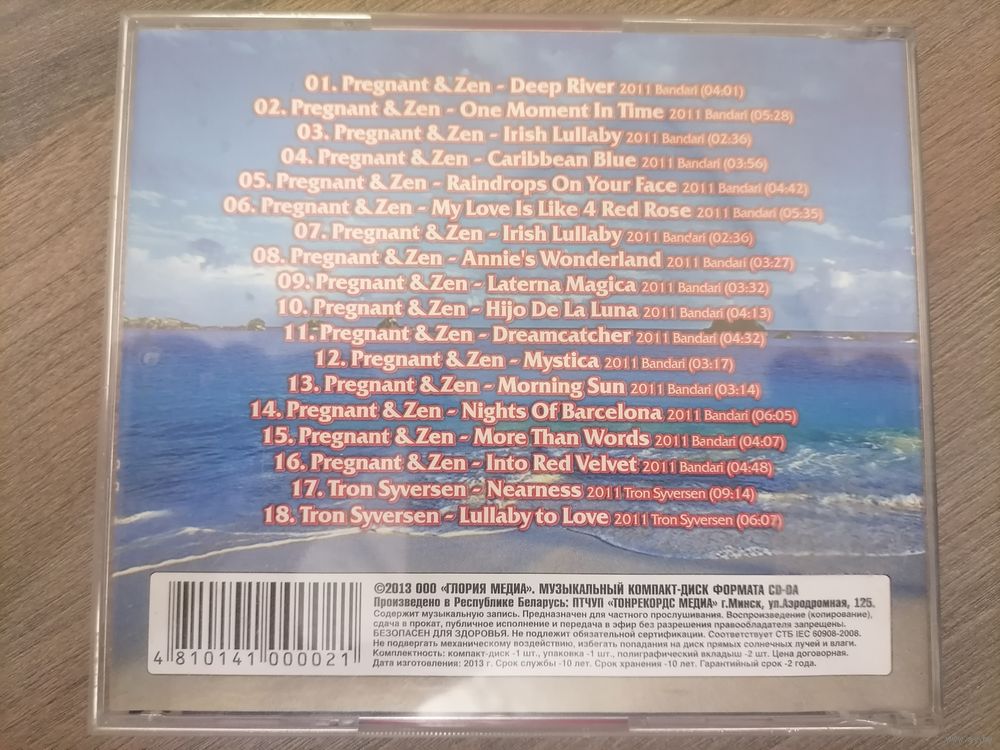 01. Pregnant & Zen - Deep River 2011 Bandari (04:01)
02. Pregnant & Zen - One Moment In Time 2011 Bandari (05:28)
03. Pregnant & Zen - Irish Lullaby 2011 Bandari (02:36)
04. Pregnant & Zen - Caribbean Blue 2011 Bandari (03:56)
05. Pregnant & Zen - Raindrops On Your Face 2011 Bandari (04:42)
06. Pregnant & Zen - My Love Is Like 4 Red Rose 2011 Bandari (05:35)
07. Pregnant & Zen - Irish Lullaby 2011 Bandari (02:36)
08. Pregnant & Zen - Annie's Wonderland 2011 Bandari (03:27)
09. Pregnant & Zen - Laterna Magica 2011 Bandari (03:32)
10. Pregnant & Zen - Hijo De La Luna 2011 Bandari (04:13)
11. Pregnant & Zen - Dreamcatcher 2011 Bandari (04:32)
12. Pregnant & Zen - Mystica 2011 Bandari (03:17)
13. Pregnant & Zen - Morning Sun 2011 Bandari (03:14)
14. Pregnant & Zen - Nights Of Barcelona 2011 Bandari (06:05)
15. Pregnant & Zen - More Than Words 2011 Bandari (04:07)
16. Pregnant & Zen - Into Red Velvet 2011 Bandari (04:48)
17. Tron Syversen - Nearness 2011 Tron Syversen (09:14)
18. Tron Syversen - Lullaby to Love 2011 Tron Syversen (06:07)
©2013 ООО «ГЛОРИЯ МЕДИА». МУЗЫКАЛЬНЫЙ КОМПАКТ-ДИСК ФОРМАТА CD-DA
Произведено в Республике Беларусь: ПТЧУП «ТОНРЕКОРДС МЕДИА» г.Минск, ул.Аэродромная, 125.
Содержит музыкальную запись. Предназначен для частного прослушивания. Воспроизведение (копирование),
сдача в прокат, публичное исполнение и передача в эфир без разрешения правообладателя запрещены.
БЕЗОПАСЕН ДЛЯ ЗДОРОВЬЯ. Не подлежит обязательной сертификации. Соответствует СТБ IEC 60908-2008.
Не подвергать механическому воздействию, избегать попадания на диск прямых солнечных лучей и влаги.
Комплектность: компакт-диск -1 шт., упаковка -1 шт., полиграфический вкладыш -2 шт. Цена договорная.
Дата изготовления: 2013 г. Срок службы -10 лет. Срок хранения -10 лет. Гарантийный срок -2 года.
4 810141 000021